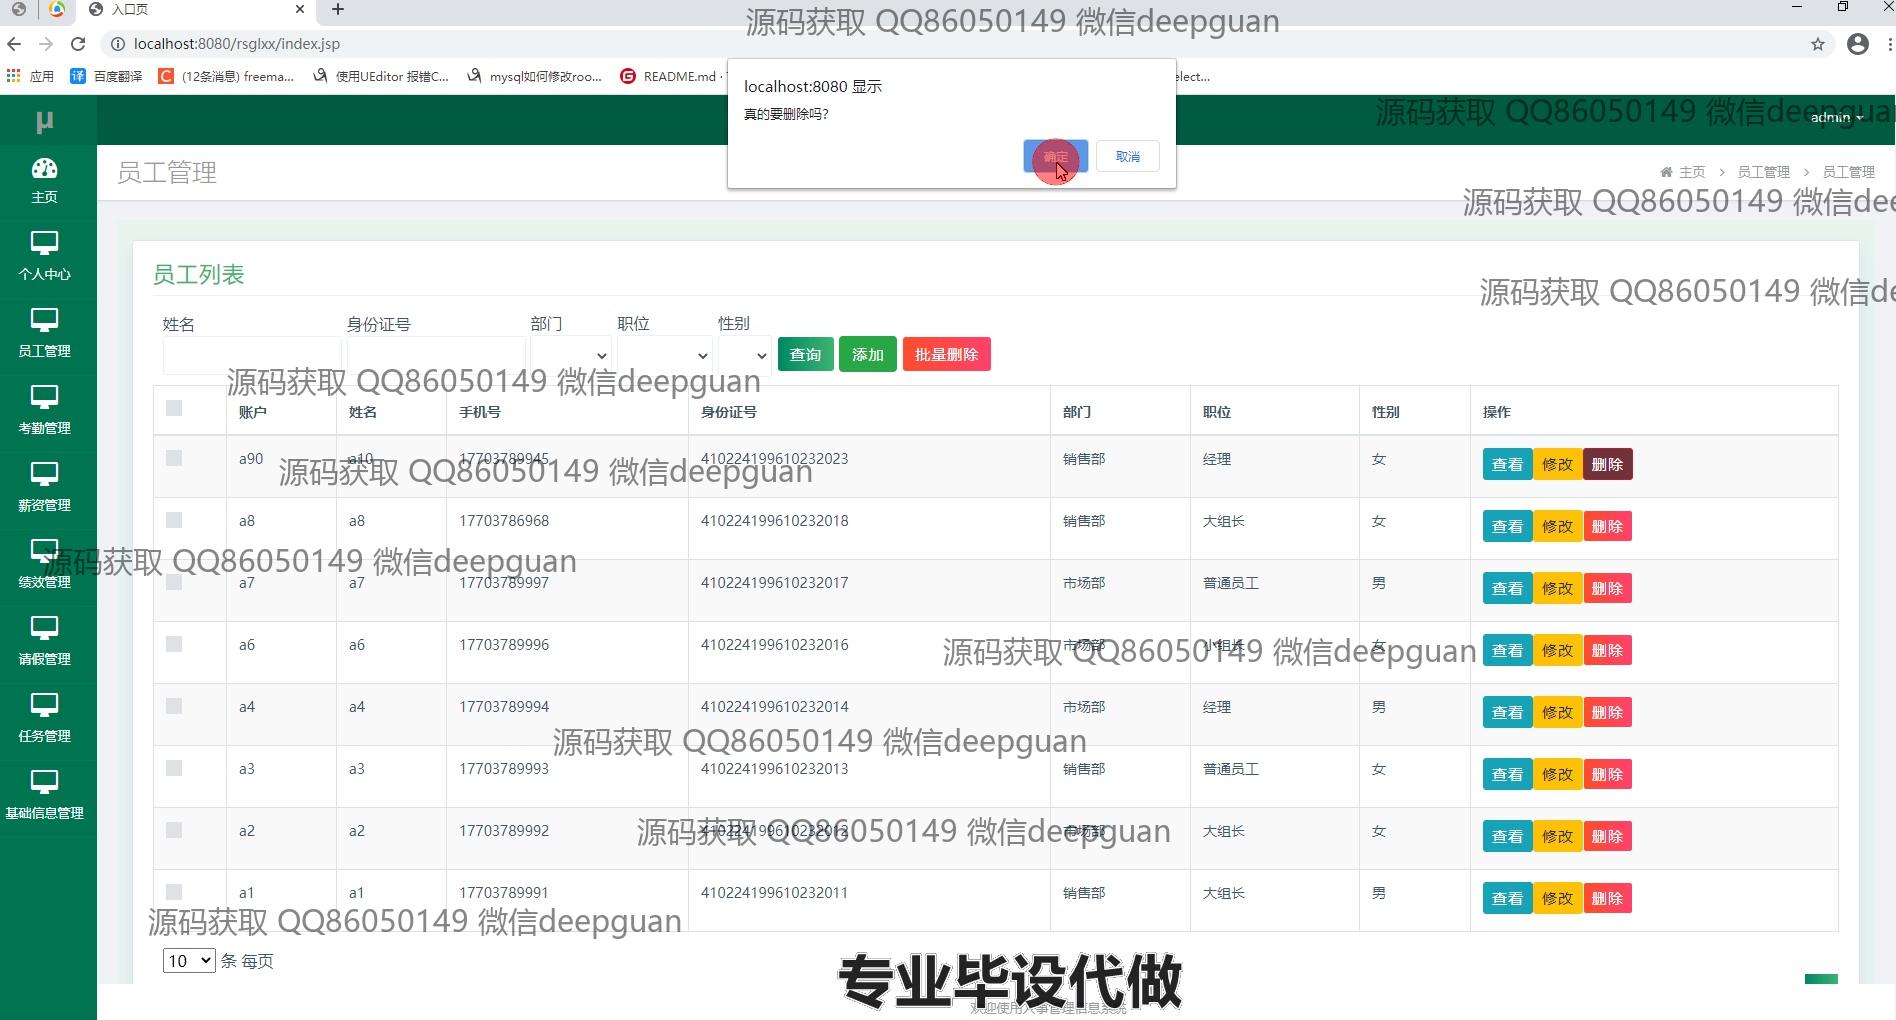 入口页
源码获取 QQ86050149 微信deepguan
localhost:8080/rsglxx/index.jsp
应用
百度翻译
(12条消息) freema...
使用UEditor 报错C...
mysql如何修改roo...
README.md
elect...
localhost:8080 显示
真的要删除吗?
确定
取消
μ
源码获取 QQ86050149 微信deepgua
admin
员工管理
主页 > 员工管理 > 员工管理
源码获取 QQ86050149 微信dee
主页
个人中心
员工管理
考勤管理
薪资管理
绩效管理
请假管理
任务管理
基础信息管理
员工列表
源码获取 QQ86050149 微信de
姓名 身份证号 部门 职位 性别
查询 添加 批量删除
源码获取 QQ86050149 微信deepguan
账户 姓名 手机号 身份证号 部门 职位 性别 操作
a90 a10 17703789945 410224199610232023 销售部 经理 女 查看 修改 删除
源码获取 QQ86050149 微信deepguan
a8 a8 17703786968 410224199610232018 销售部 大组长 女 查看 修改 删除
源码获取 QQ86050149 微信deepguan
a7 a7 17703789997 410224199610232017 市场部 普通员工 男 查看 修改 删除
a6 a6 17703789996 410224199610232016 市场部 小组长 女 查看 修改 删除
源码获取 QQ86050149 微信deepguan
a4 a4 17703789994 410224199610232014 市场部 经理 男 查看 修改 删除
源码获取 QQ86050149 微信deepguan
a3 a3 17703789993 410224199610232013 销售部 普通员工 女 查看 修改 删除
a2 a2 17703789992 410224199610232012 市场部 大组长 女 查看 修改 删除
源码获取 QQ86050149 微信deepguan
a1 a1 17703789991 410224199610232011 销售部 大组长 男 查看 修改 删除
源码获取 QQ86050149 微信deepguan
10 条 每页
专业毕设代做
欢迎使用人事管理信息系统